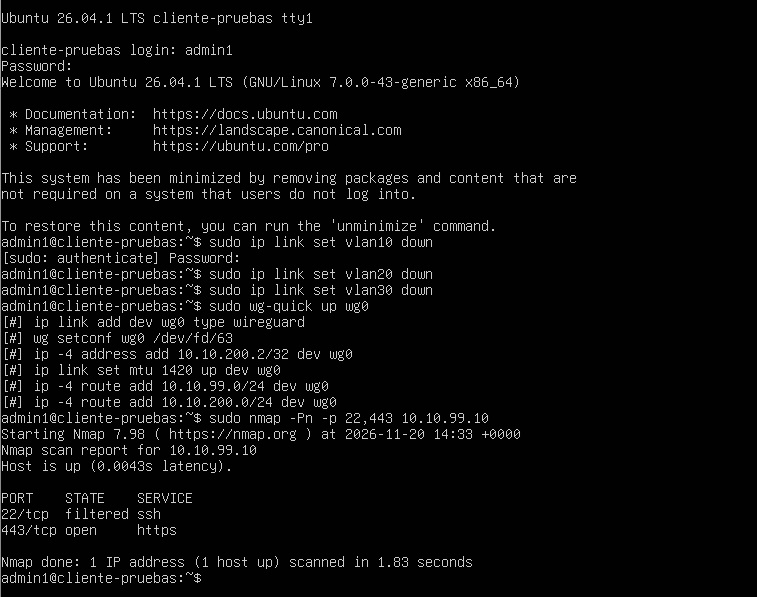 Ubuntu 26.04.1 LTS cliente-pruebas tty1
cliente-pruebas login: admin1
Password:
Welcome to Ubuntu 26.04.1 LTS (GNU/Linux 7.0.0-43-generic x86_64)
* Documentation:  https://docs.ubuntu.com
* Management:     https://landscape.canonical.com
* Support:        https://ubuntu.com/pro
This system has been minimized by removing packages and content that are
not required on a system that users do not log into.
To restore this content, you can run the 'unminimize' command.
admin1@cliente-pruebas:~$ sudo ip link set vlan10 down
[sudo: authenticate] Password:
admin1@cliente-pruebas:~$ sudo ip link set vlan20 down
admin1@cliente-pruebas:~$ sudo ip link set vlan30 down
admin1@cliente-pruebas:~$ sudo wg-quick up wg0
[#] ip link add dev wg0 type wireguard
[#] wg setconf wg0 /dev/fd/63
[#] ip -4 address add 10.10.200.2/32 dev wg0
[#] ip link set mtu 1420 up dev wg0
[#] ip -4 route add 10.10.99.0/24 dev wg0
[#] ip -4 route add 10.10.200.0/24 dev wg0
admin1@cliente-pruebas:~$ sudo nmap -Pn -p 22,443 10.10.99.10
Starting Nmap 7.98 ( https://nmap.org ) at 2026-11-20 14:33 +0000
Nmap scan report for 10.10.99.10
Host is up (0.0043s latency).
PORT    STATE    SERVICE
22/tcp  filtered ssh
443/tcp open     https
Nmap done: 1 IP address (1 host up) scanned in 1.83 seconds
admin1@cliente-pruebas:~$